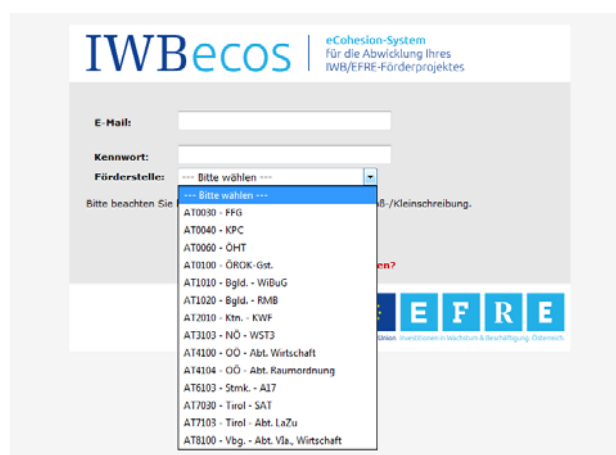 IWBecos
eCohesion-System
für die Abwicklung Ihres
IWB/EFRE-Förderprojektes
E-Mail:
Kennwort:
Förderstelle: --- Bitte wählen ---
--- Bitte wählen ---
Bitte beachten Sie ß-/Kleinschreibung.
AT0030 - FFG
AT0040 - KPC
AT0060 - ÖHT
AT0100 - ÖROK-Gst. en?
AT1010 - Bgld. - WiBuG
AT1020 - Bgld. - RMB
AT2010 - Ktn. - KWF
AT3103 - NÖ - WST3
AT4100 - OÖ - Abt. Wirtschaft
AT4104 - OÖ - Abt. Raumordnung
AT6103 - Stmk. - A17
AT7030 - Tirol - SAT
AT7103 - Tirol - Abt. LaZu
AT8100 - Vbg. - Abt. VIa., Wirtschaft
EFRE
Union Investitionen in Wachstum & Beschäftigung. Österreich.